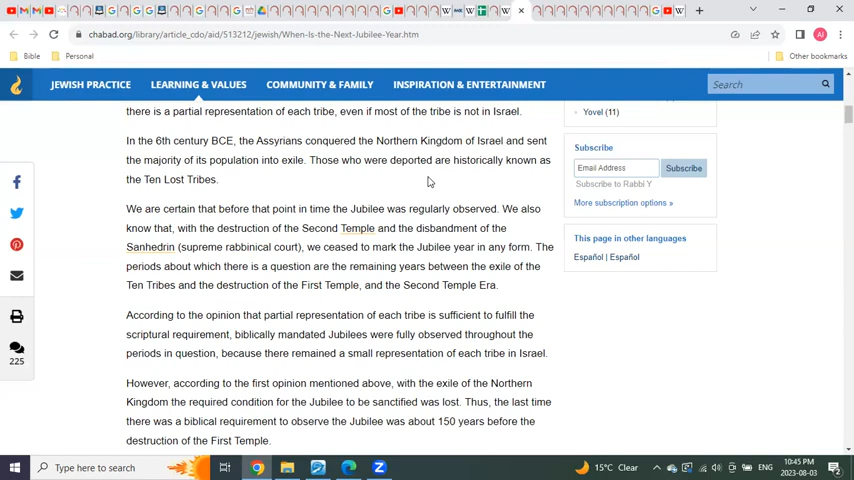 chabad.org/library/article_cdo/aid/513212/jewish/When-Is-the-Next-Jubilee-Year.htm
Bible
Personal
Other bookmarks
JEWISH PRACTICE
LEARNING & VALUES
COMMUNITY & FAMILY
INSPIRATION & ENTERTAINMENT
Search
there is a partial representation of each tribe, even if most of the tribe is not in Israel.
In the 6th century BCE, the Assyrians conquered the Northern Kingdom of Israel and sent
the majority of its population into exile. Those who were deported are historically known as
the Ten Lost Tribes.
We are certain that before that point in time the Jubilee was regularly observed. We also
know that, with the destruction of the Second Temple and the disbandment of the
Sanhedrin (supreme rabbinical court), we ceased to mark the Jubilee year in any form. The
periods about which there is a question are the remaining years between the exile of the
Ten Tribes and the destruction of the First Temple, and the Second Temple Era.
According to the opinion that partial representation of each tribe is sufficient to fulfill the
scriptural requirement, biblically mandated Jubilees were fully observed throughout the
periods in question, because there remained a small representation of each tribe in Israel.
However, according to the first opinion mentioned above, with the exile of the Northern
Kingdom the required condition for the Jubilee to be sanctified was lost. Thus, the last time
there was a biblical requirement to observe the Jubilee was about 150 years before the
destruction of the First Temple.
225
Yovel (11)
Subscribe
Email Address
Subscribe
Subscribe to Rabbi Y
More subscription options »
This page in other languages
Español | Español
Type here to search
15°C Clear
ENG
10:45 PM
2023-08-03
2